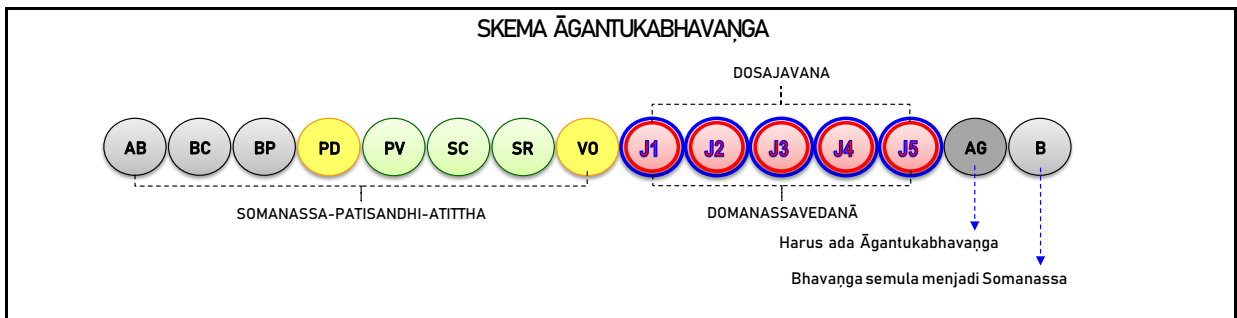 SKEMA ĀGANTUKABHAVAṆGA
DOSAJAVANA
AB BC BP PD PV SC SR VO J1 J2 J3 J4 J5 AG B
SOMANASSA-PATISANDHI-ATITTHA
DOMANASSAVEDANĀ
Harus ada Āgantukabhavaṇga
Bhavaṇga semula menjadi Somanassa